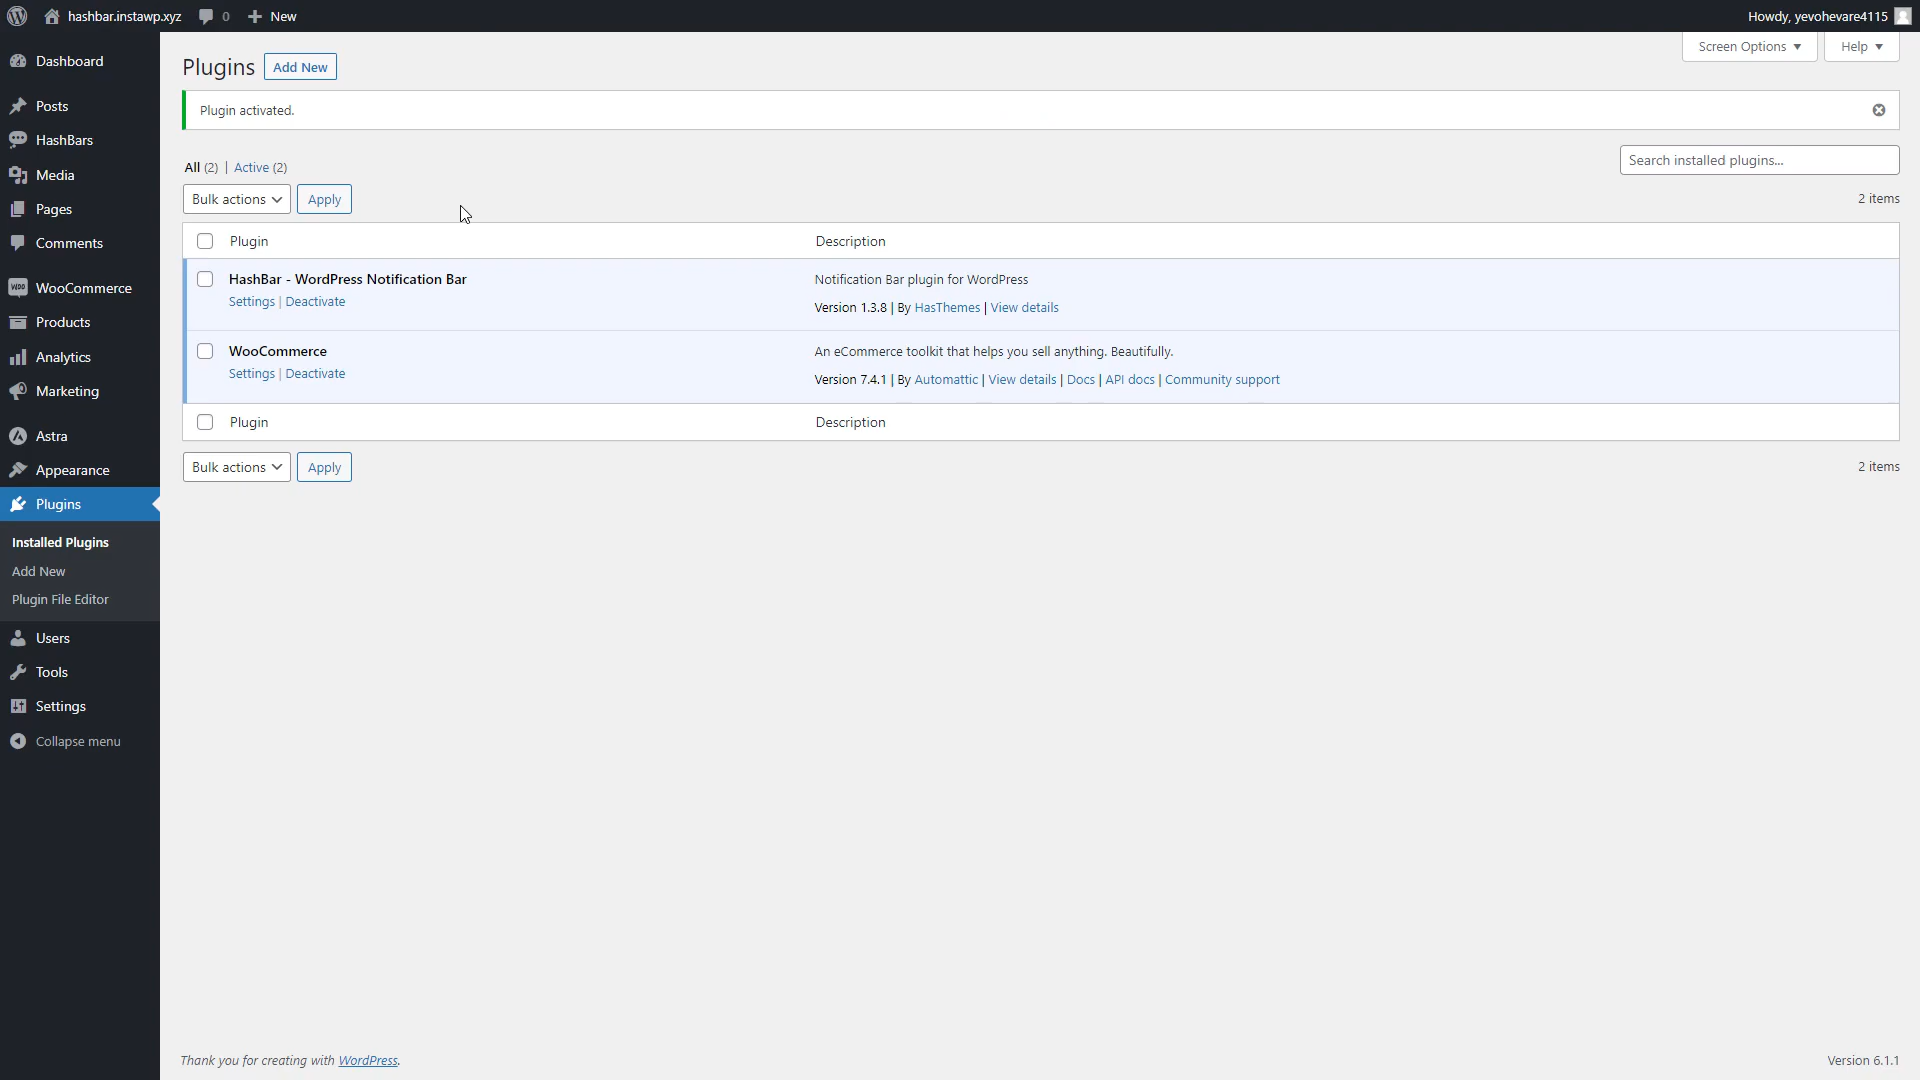 hashbar.instawp.xyz 0 New Howdy, yevohevare4115
Screen Options Help
Dashboard
Posts
HashBars
Media
Pages
Comments
WooCommerce
Products
Analytics
Marketing
Astra
Appearance
Plugins
Installed Plugins
Add New
Plugin File Editor
Users
Tools
Settings
Collapse menu
Plugins Add New
Plugin activated.
All (2) | Active (2)
Search installed plugins...
Bulk actions Apply 2 items
Plugin Description
HashBar - WordPress Notification Bar Notification Bar plugin for WordPress
Settings | Deactivate Version 1.3.8 | By HasThemes | View details
WooCommerce An eCommerce toolkit that helps you sell anything. Beautifully.
Settings | Deactivate Version 7.4.1 | By Automattic | View details | Docs | API docs | Community support
Plugin Description
Bulk actions Apply 2 items
Thank you for creating with WordPress. Version 6.1.1